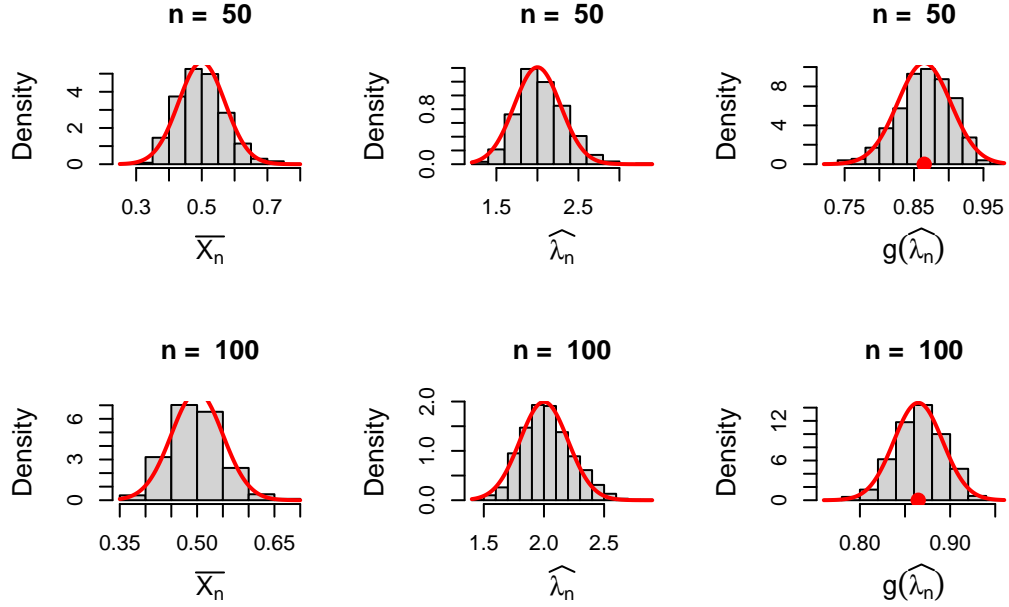 n = 50
Density
0 2 4
0.3 0.5 0.7
X̅n
n = 50
Density
0.0 0.8
1.5 2.5
λ̂n
n = 50
Density
0 4 8
0.75 0.85 0.95
g(λ̂n)
n = 100
Density
0 3 6
0.35 0.50 0.65
X̅n
n = 100
Density
0.0 1.0 2.0
1.5 2.0 2.5
λ̂n
n = 100
Density
0 6 12
0.80 0.90
g(λ̂n)